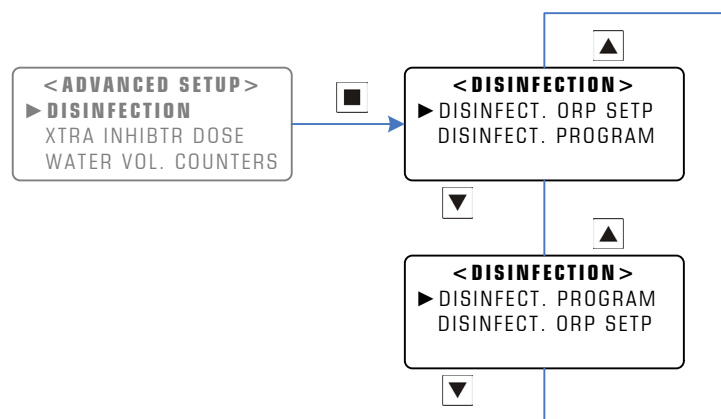 <ADVANCED SETUP>
►DISINFECTION
XTRA INHIBTR DOSE
WATER VOL. COUNTERS
<DISINFECTION>
►DISINFECT. ORP SETP
DISINFECT. PROGRAM
<DISINFECTION>
►DISINFECT. PROGRAM
DISINFECT. ORP SETP